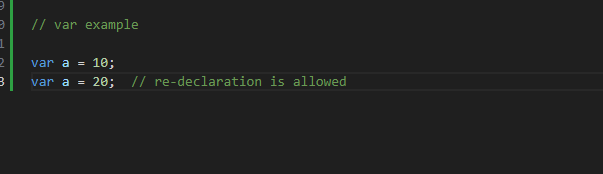 // var example
var a = 10;
var a = 20;  // re-declaration is allowed